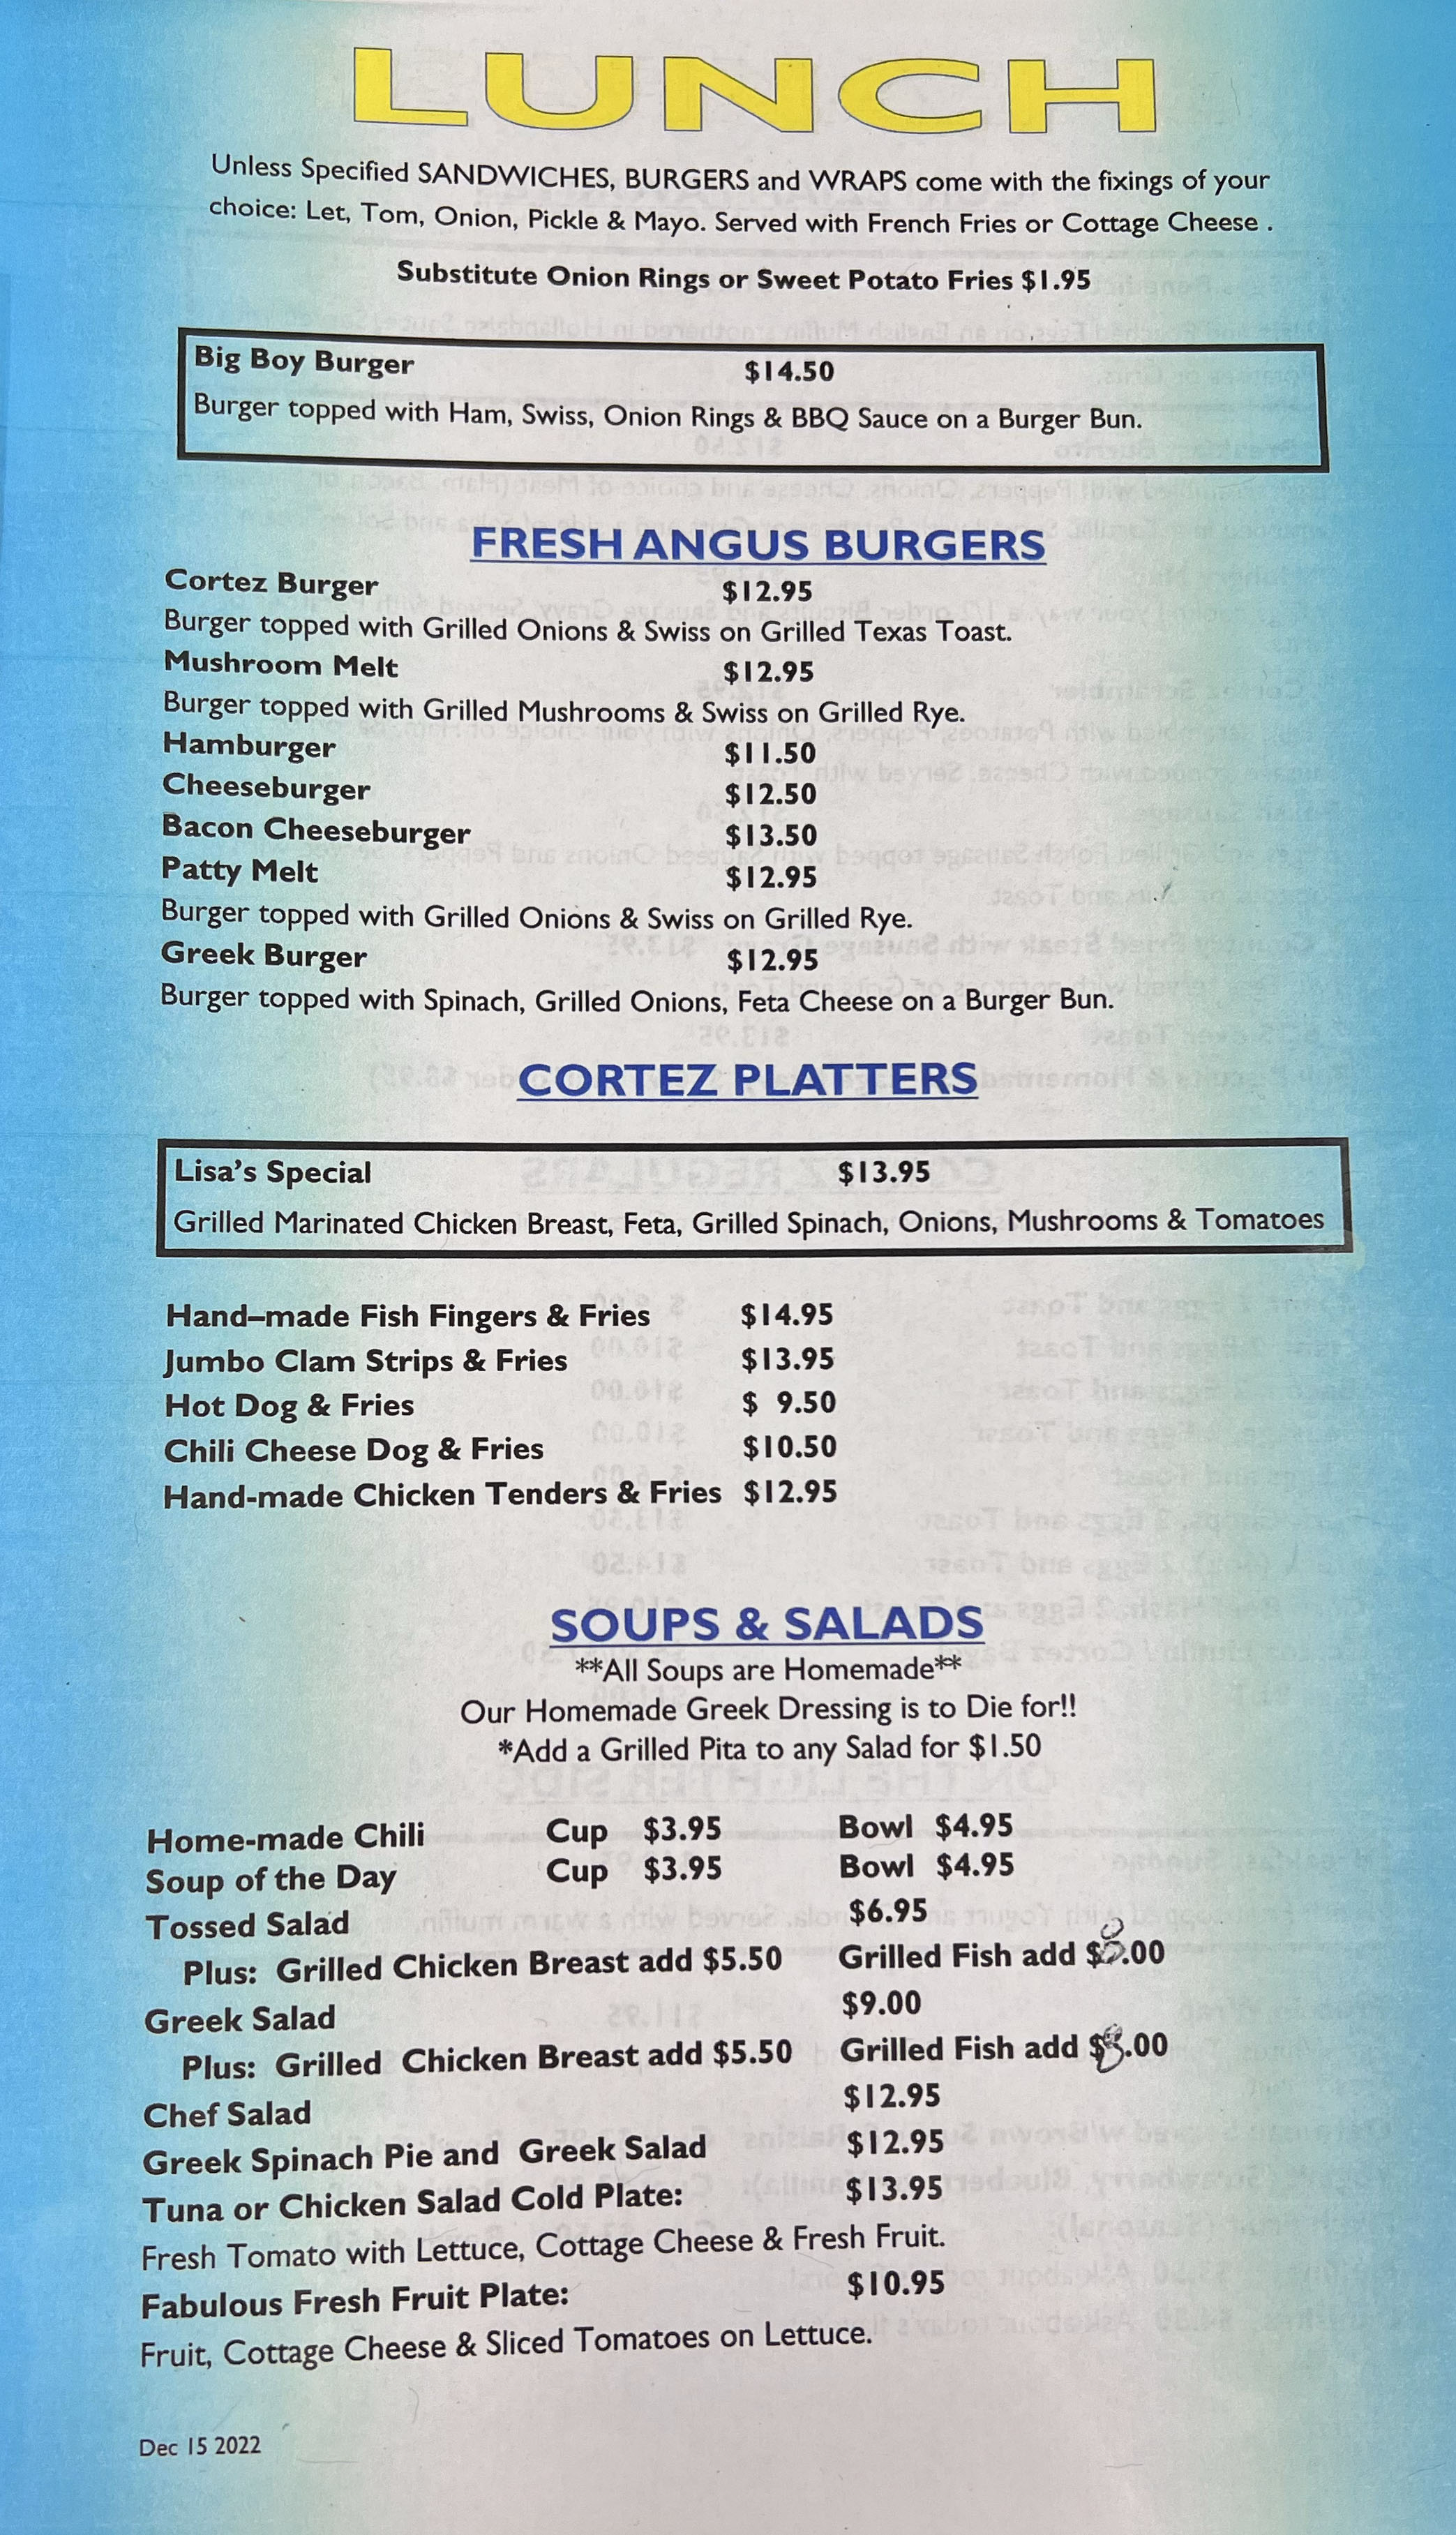 LUNCH
Unless Specified SANDWICHES, BURGERS and WRAPS come with the fixings of your
choice: Let, Tom, Onion, Pickle & Mayo. Served with French Fries or Cottage Cheese .
Substitute Onion Rings or Sweet Potato Fries $1.95
Big Boy Burger $14.50
Burger topped with Ham, Swiss, Onion Rings & BBQ Sauce on a Burger Bun.
FRESH ANGUS BURGERS
Cortez Burger $12.95
Burger topped with Grilled Onions & Swiss on Grilled Texas Toast.
Mushroom Melt $12.95
Burger topped with Grilled Mushrooms & Swiss on Grilled Rye.
Hamburger $11.50
Cheeseburger $12.50
Bacon Cheeseburger $13.50
Patty Melt $12.95
Burger topped with Grilled Onions & Swiss on Grilled Rye.
Greek Burger $12.95
Burger topped with Spinach, Grilled Onions, Feta Cheese on a Burger Bun.
CORTEZ PLATTERS
Lisa's Special $13.95
Grilled Marinated Chicken Breast, Feta, Grilled Spinach, Onions, Mushrooms & Tomatoes
Hand–made Fish Fingers & Fries $14.95
Jumbo Clam Strips & Fries $13.95
Hot Dog & Fries $ 9.50
Chili Cheese Dog & Fries $10.50
Hand-made Chicken Tenders & Fries $12.95
SOUPS & SALADS
**All Soups are Homemade**
Our Homemade Greek Dressing is to Die for!!
*Add a Grilled Pita to any Salad for $1.50
Home-made Chili Cup $3.95 Bowl $4.95
Soup of the Day Cup $3.95 Bowl $4.95
Tossed Salad $6.95
Plus: Grilled Chicken Breast add $5.50 Grilled Fish add
Greek Salad $9.00
Plus: Grilled Chicken Breast add $5.50 Grilled Fish add
Chef Salad $12.95
Greek Spinach Pie and Greek Salad $12.95
Tuna or Chicken Salad Cold Plate: $13.95
Fresh Tomato with Lettuce, Cottage Cheese & Fresh Fruit.
Fabulous Fresh Fruit Plate: $10.95
Fruit, Cottage Cheese & Sliced Tomatoes on Lettuce.
Dec 15 2022